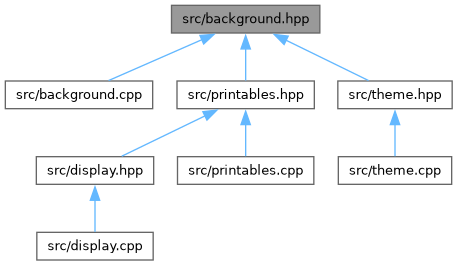 src/background.hpp
src/background.cpp
src/printables.hpp
src/theme.hpp
src/display.hpp
src/printables.cpp
src/theme.cpp
src/display.cpp